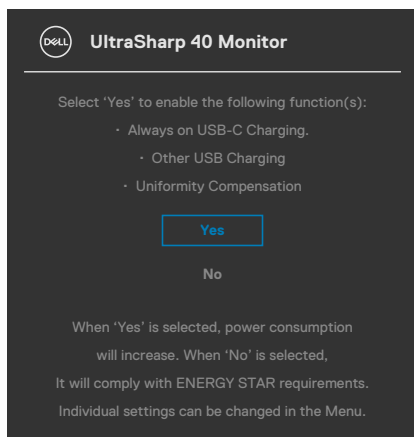 DELL UltraSharp 40 Monitor
Select ‘Yes’ to enable the following function(s):
· Always on USB-C Charging.
· Other USB Charging
· Uniformity Compensation
Yes
No
When ‘Yes’ is selected, power consumption
will increase. When ‘No’ is selected,
It will comply with ENERGY STAR requirements.
Individual settings can be changed in the Menu.